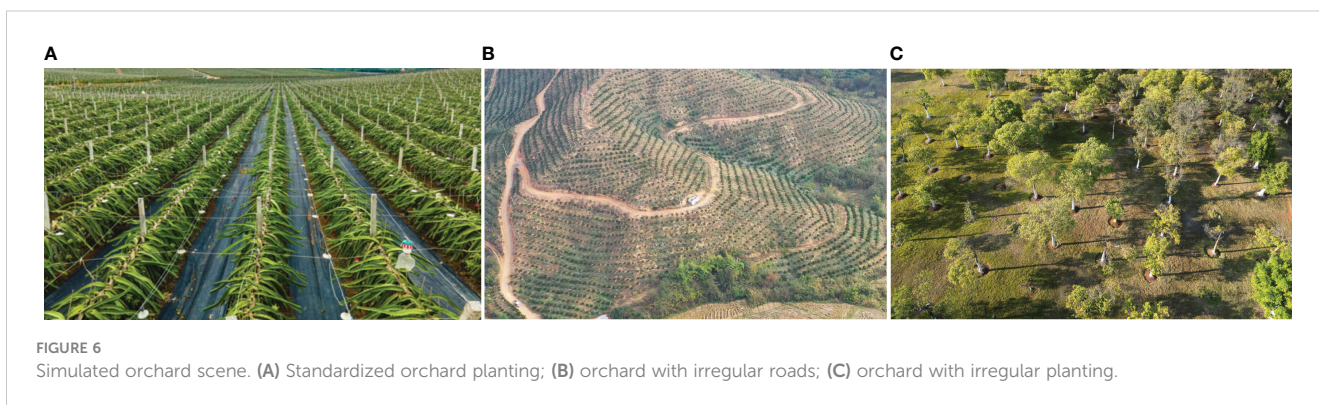 A B C
FIGURE 6
Simulated orchard scene. (A) Standardized orchard planting; (B) orchard with irregular roads; (C) orchard with irregular planting.